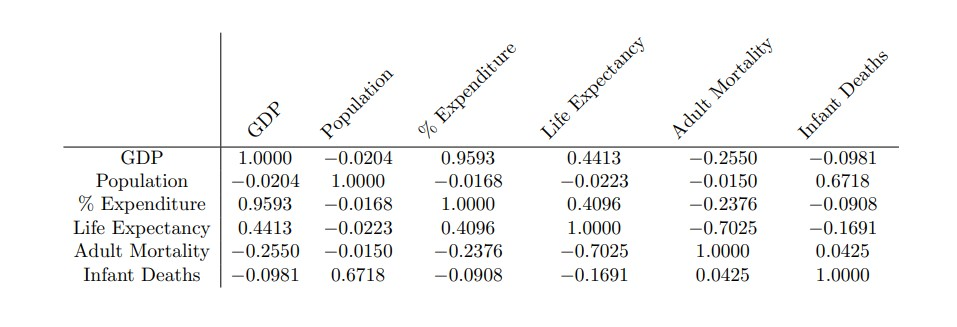 GDP Population % Expenditure Life Expectancy Adult Mortality Infant Deaths
GDP 1.0000 −0.0204 0.9593 0.4413 −0.2550 −0.0981
Population −0.0204 1.0000 −0.0168 −0.0223 −0.0150 0.6718
% Expenditure 0.9593 −0.0168 1.0000 0.4096 −0.2376 −0.0908
Life Expectancy 0.4413 −0.0223 0.4096 1.0000 −0.7025 −0.1691
Adult Mortality −0.2550 −0.0150 −0.2376 −0.7025 1.0000 0.0425
Infant Deaths −0.0981 0.6718 −0.0908 −0.1691 0.0425 1.0000